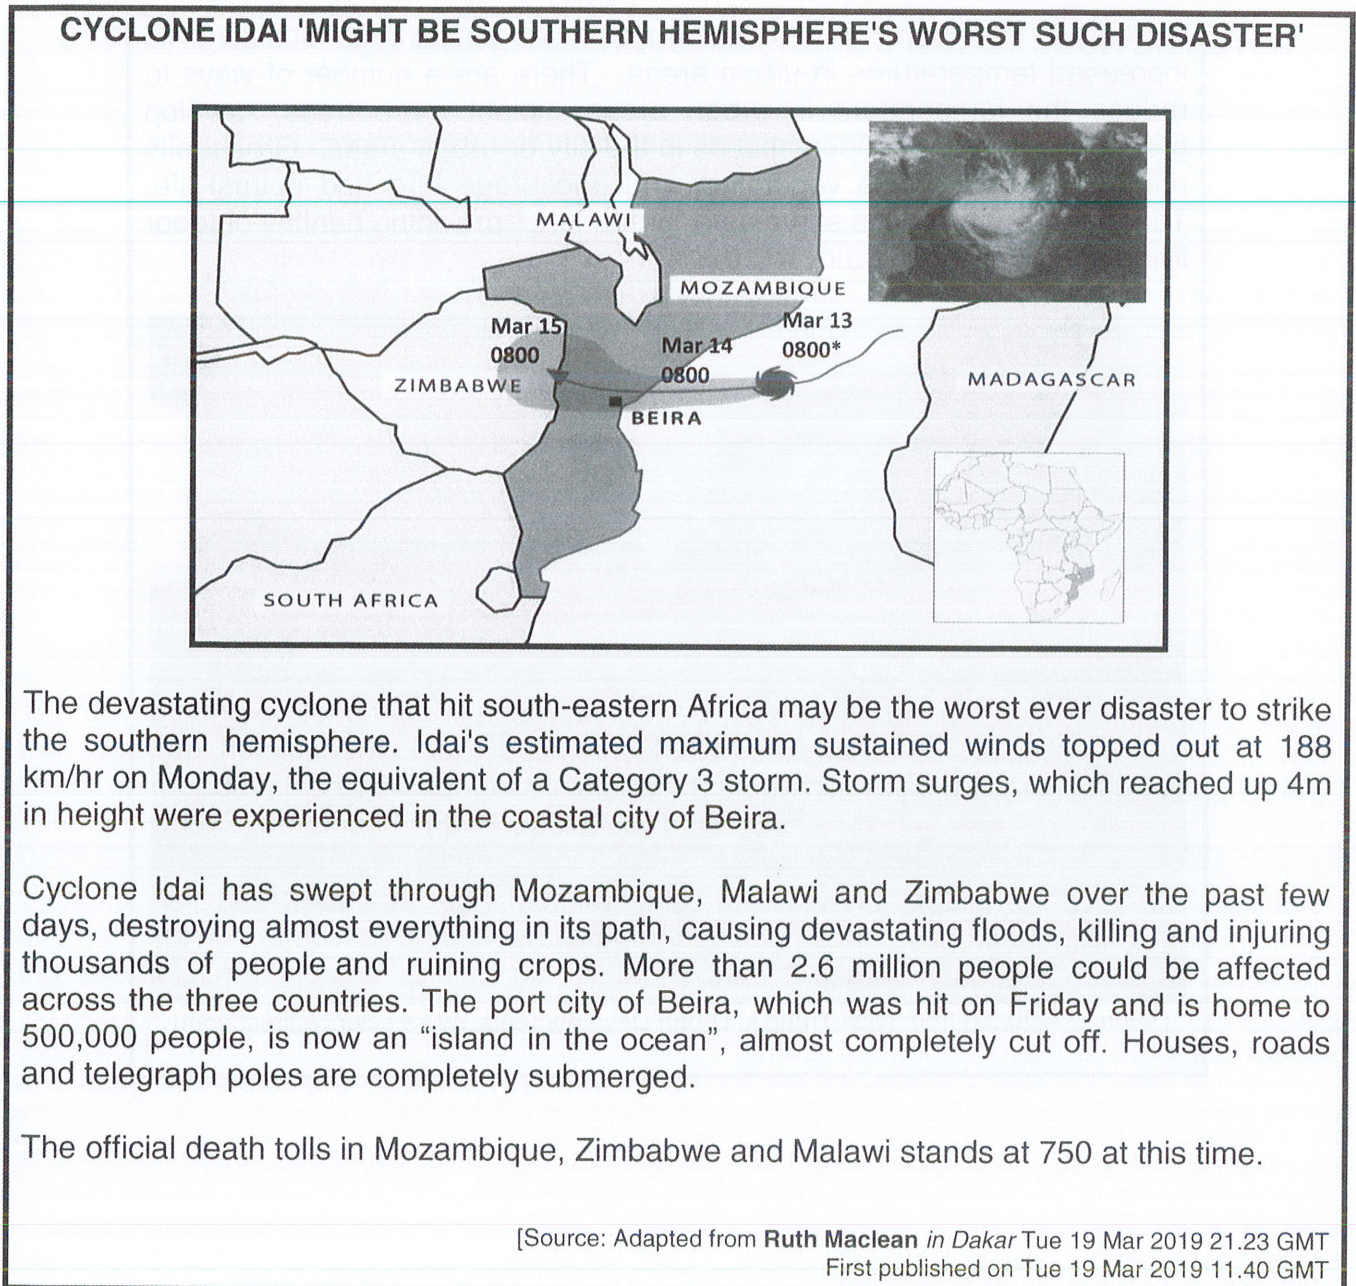 CYCLONE IDAI 'MIGHT BE SOUTHERN HEMISPHERE'S WORST SUCH DISASTER'
MALAWI
MOZAMBIQUE
Mar 15
0800
Mar 14
0800
Mar 13
0800*
ZIMBABWE
BEIRA
MADAGASCAR
SOUTH AFRICA
The devastating cyclone that hit south-eastern Africa may be the worst ever disaster to strike
the southern hemisphere. Idai's estimated maximum sustained winds topped out at 188
km/hr on Monday, the equivalent of a Category 3 storm. Storm surges, which reached up 4m
in height were experienced in the coastal city of Beira.
Cyclone Idai has swept through Mozambique, Malawi and Zimbabwe over the past few
days, destroying almost everything in its path, causing devastating floods, killing and injuring
thousands of people and ruining crops. More than 2.6 million people could be affected
across the three countries. The port city of Beira, which was hit on Friday and is home to
500,000 people, is now an “island in the ocean”, almost completely cut off. Houses, roads
and telegraph poles are completely submerged.
The official death tolls in Mozambique, Zimbabwe and Malawi stands at 750 at this time.
[Source: Adapted from Ruth Maclean in Dakar Tue 19 Mar 2019 21.23 GMT
First published on Tue 19 Mar 2019 11.40 GMT